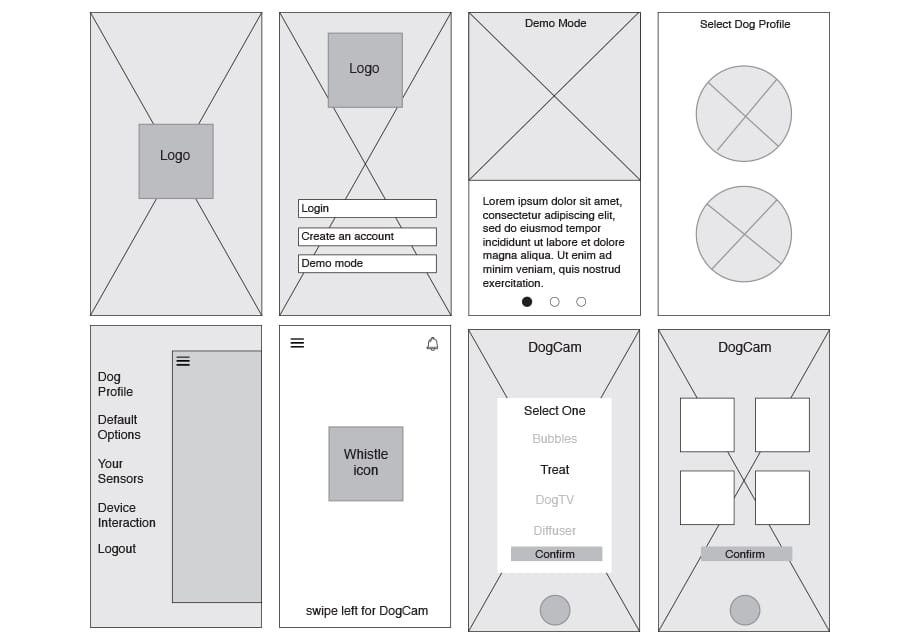 Logo
Logo
Login
Create an account
Demo mode
Demo Mode
Lorem ipsum dolor sit amet,
consectetur adipiscing elit,
sed do eiusmod tempor
incididunt ut labore et dolore
magna aliqua. Ut enim ad
minim veniam, quis nostrud
exercitation.
Select Dog Profile
Dog
Profile
Default
Options
Your
Sensors
Device
Interaction
Logout
Whistle
icon
swipe left for DogCam
DogCam
Select One
Bubbles
Treat
DogTV
Diffuser
Confirm
DogCam
Confirm